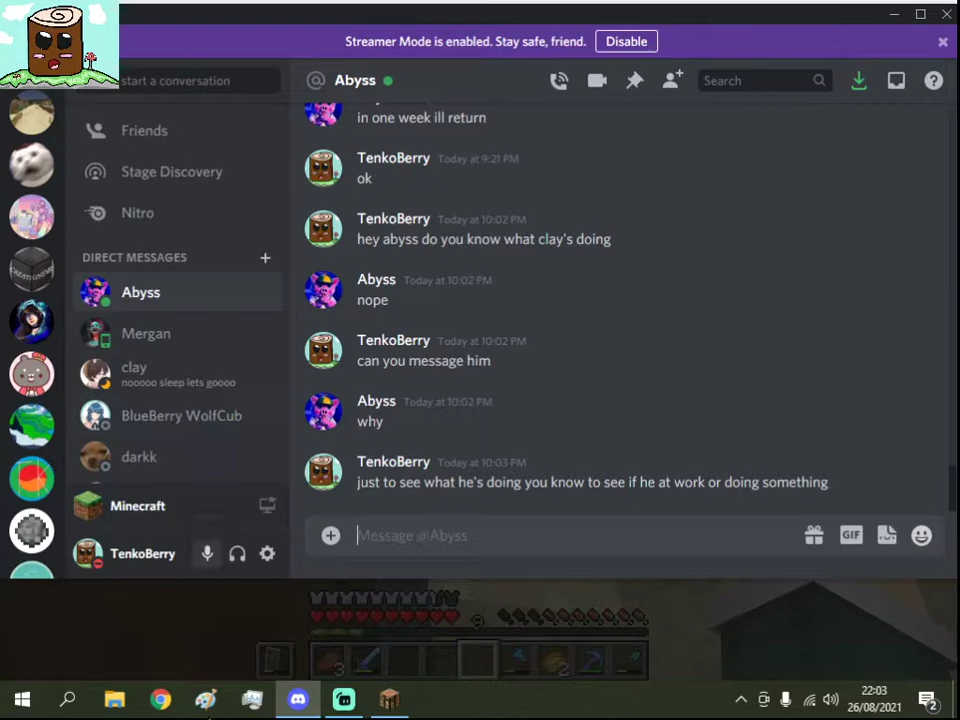 Streamer Mode is enabled. Stay safe, friend.
Disable
start a conversation
Abyss
Search
Friends
Stage Discovery
Nitro
DIRECT MESSAGES
Abyss
Mergan
clay
nooooo sleep lets goooo
BlueBerry WolfCub
darkk
Minecraft
TenkoBerry
in one week ill return
TenkoBerry Today at 9:21 PM
ok
TenkoBerry Today at 10:02 PM
hey abyss do you know what clay's doing
Abyss Today at 10:02 PM
nope
TenkoBerry Today at 10:02 PM
can you message him
Abyss Today at 10:02 PM
why
TenkoBerry Today at 10:03 PM
just to see what he's doing you know to see if he at work or doing something
Message @Abyss
GIF
3
2
22:03
26/08/2021
2